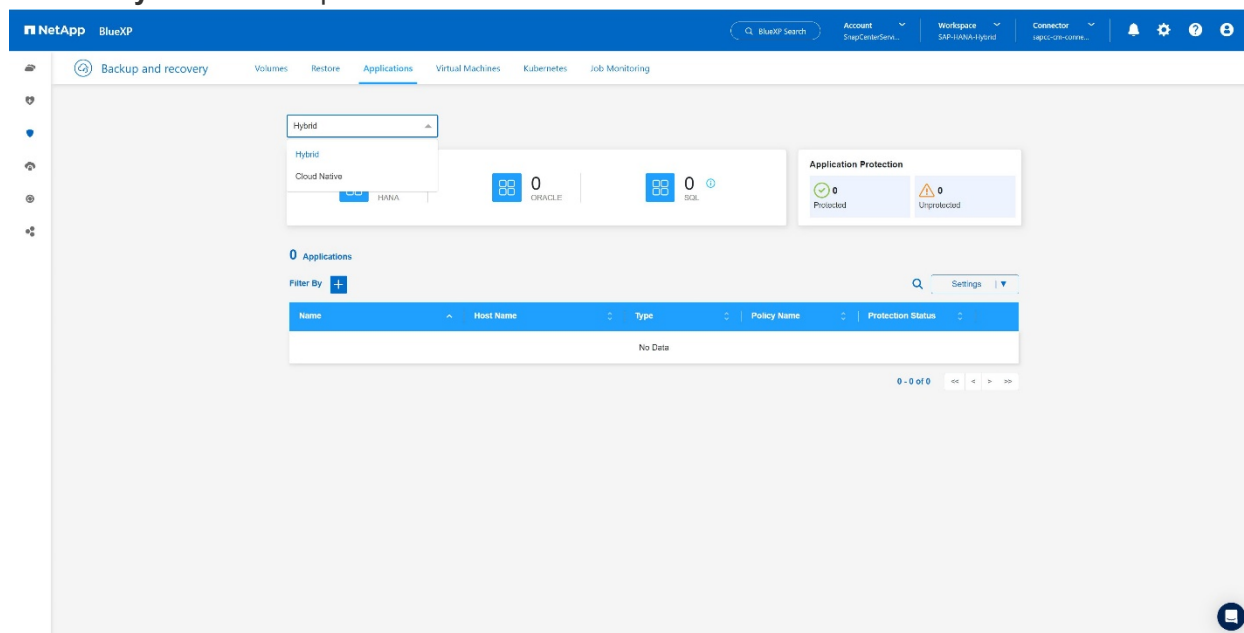 NetApp BlueXP
BlueXP Search
Account
SnapCenterServi...
Workspace
SAP-HANA-Hybrid
Connector
sapcc-cm-conne...
Backup and recovery
Volumes Restore Applications Virtual Machines Kubernetes Job Monitoring
Hybrid
Hybrid
Cloud Native
HANA
0
ORACLE
0
SQL
Application Protection
0
Protected
0
Unprotected
0 Applications
Filter By
Settings
Name Host Name Type Policy Name Protection Status
No Data
0 - 0 of 0 << < > >>